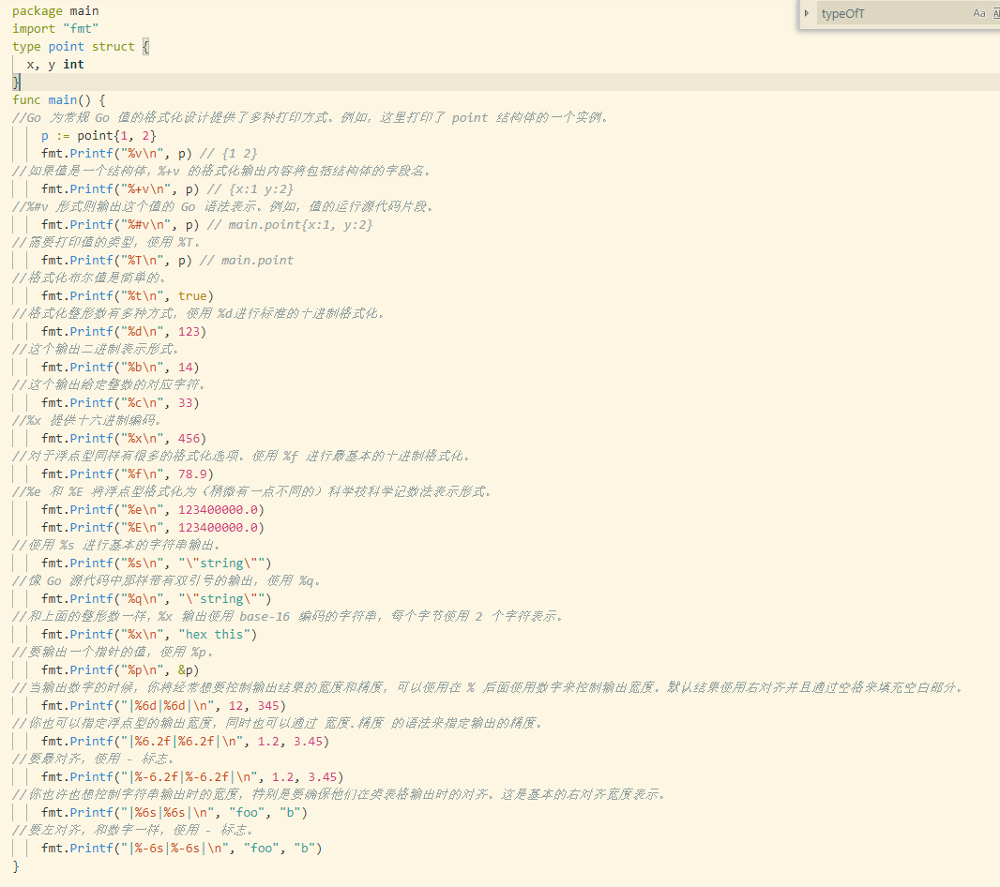 package main
typeOfT
Aa
import "fmt"
type point struct {
x, y int
}
func main() {
//Go 为常规 Go 值的格式化设计提供了多种打印方式。例如，这里打印了 point 结构体的一个实例。
p := point{1, 2}
fmt.Printf("%v\n", p) // {1 2}
//如果值是一个结构体，%+v 的格式化输出内容将包括结构体的字段名。
fmt.Printf("%+v\n", p) // {x:1 y:2}
//%#v 形式则输出这个值的 Go 语法表示。例如，值的运行源代码片段。
fmt.Printf("%#v\n", p) // main.point{x:1, y:2}
//需要打印值的类型，使用 %T。
fmt.Printf("%T\n", p) // main.point
//格式化布尔值是简单的。
fmt.Printf("%t\n", true)
//格式化整形数有多种方式，使用 %d进行标准的十进制格式化。
fmt.Printf("%d\n", 123)
//这个输出二进制表示形式。
fmt.Printf("%b\n", 14)
//这个输出给定整数的对应字符。
fmt.Printf("%c\n", 33)
//%x 提供十六进制编码。
fmt.Printf("%x\n", 456)
//对于浮点型同样有很多的格式化选项。使用 %f 进行最基本的十进制格式化。
fmt.Printf("%f\n", 78.9)
//%e 和 %E 将浮点型格式化为（稍微有一点不同的）科学技科学记数法表示形式。
fmt.Printf("%e\n", 123400000.0)
fmt.Printf("%E\n", 123400000.0)
//使用 %s 进行基本的字符串输出。
fmt.Printf("%s\n", "\"string\"")
//像 Go 源代码中那样带有双引号的输出，使用 %q。
fmt.Printf("%q\n", "\"string\"")
//和上面的整形数一样，%x 输出使用 base-16 编码的字符串，每个字节使用 2 个字符表示。
fmt.Printf("%x\n", "hex this")
//要输出一个指针的值，使用 %p。
fmt.Printf("%p\n", &p)
//当输出数字的时候，你将经常想要控制输出结果的宽度和精度，可以使用在 % 后面使用数字来控制输出宽度。默认结果使用右对齐并且通过空格来填充空白部分。
fmt.Printf("|%6d|%6d|\n", 12, 345)
//你也可以指定浮点型的输出宽度，同时也可以通过 宽度.精度 的语法来指定输出的精度。
fmt.Printf("|%6.2f|%6.2f|\n", 1.2, 3.45)
//要最对齐，使用 - 标志。
fmt.Printf("|%-6.2f|%-6.2f|\n", 1.2, 3.45)
//你也许也想控制字符串输出时的宽度，特别是要确保他们在类表格输出时的对齐。这是基本的右对齐宽度表示。
fmt.Printf("|%6s|%6s|\n", "foo", "b")
//要左对齐，和数字一样，使用 - 标志。
fmt.Printf("|%-6s|%-6s|\n", "foo", "b")
}